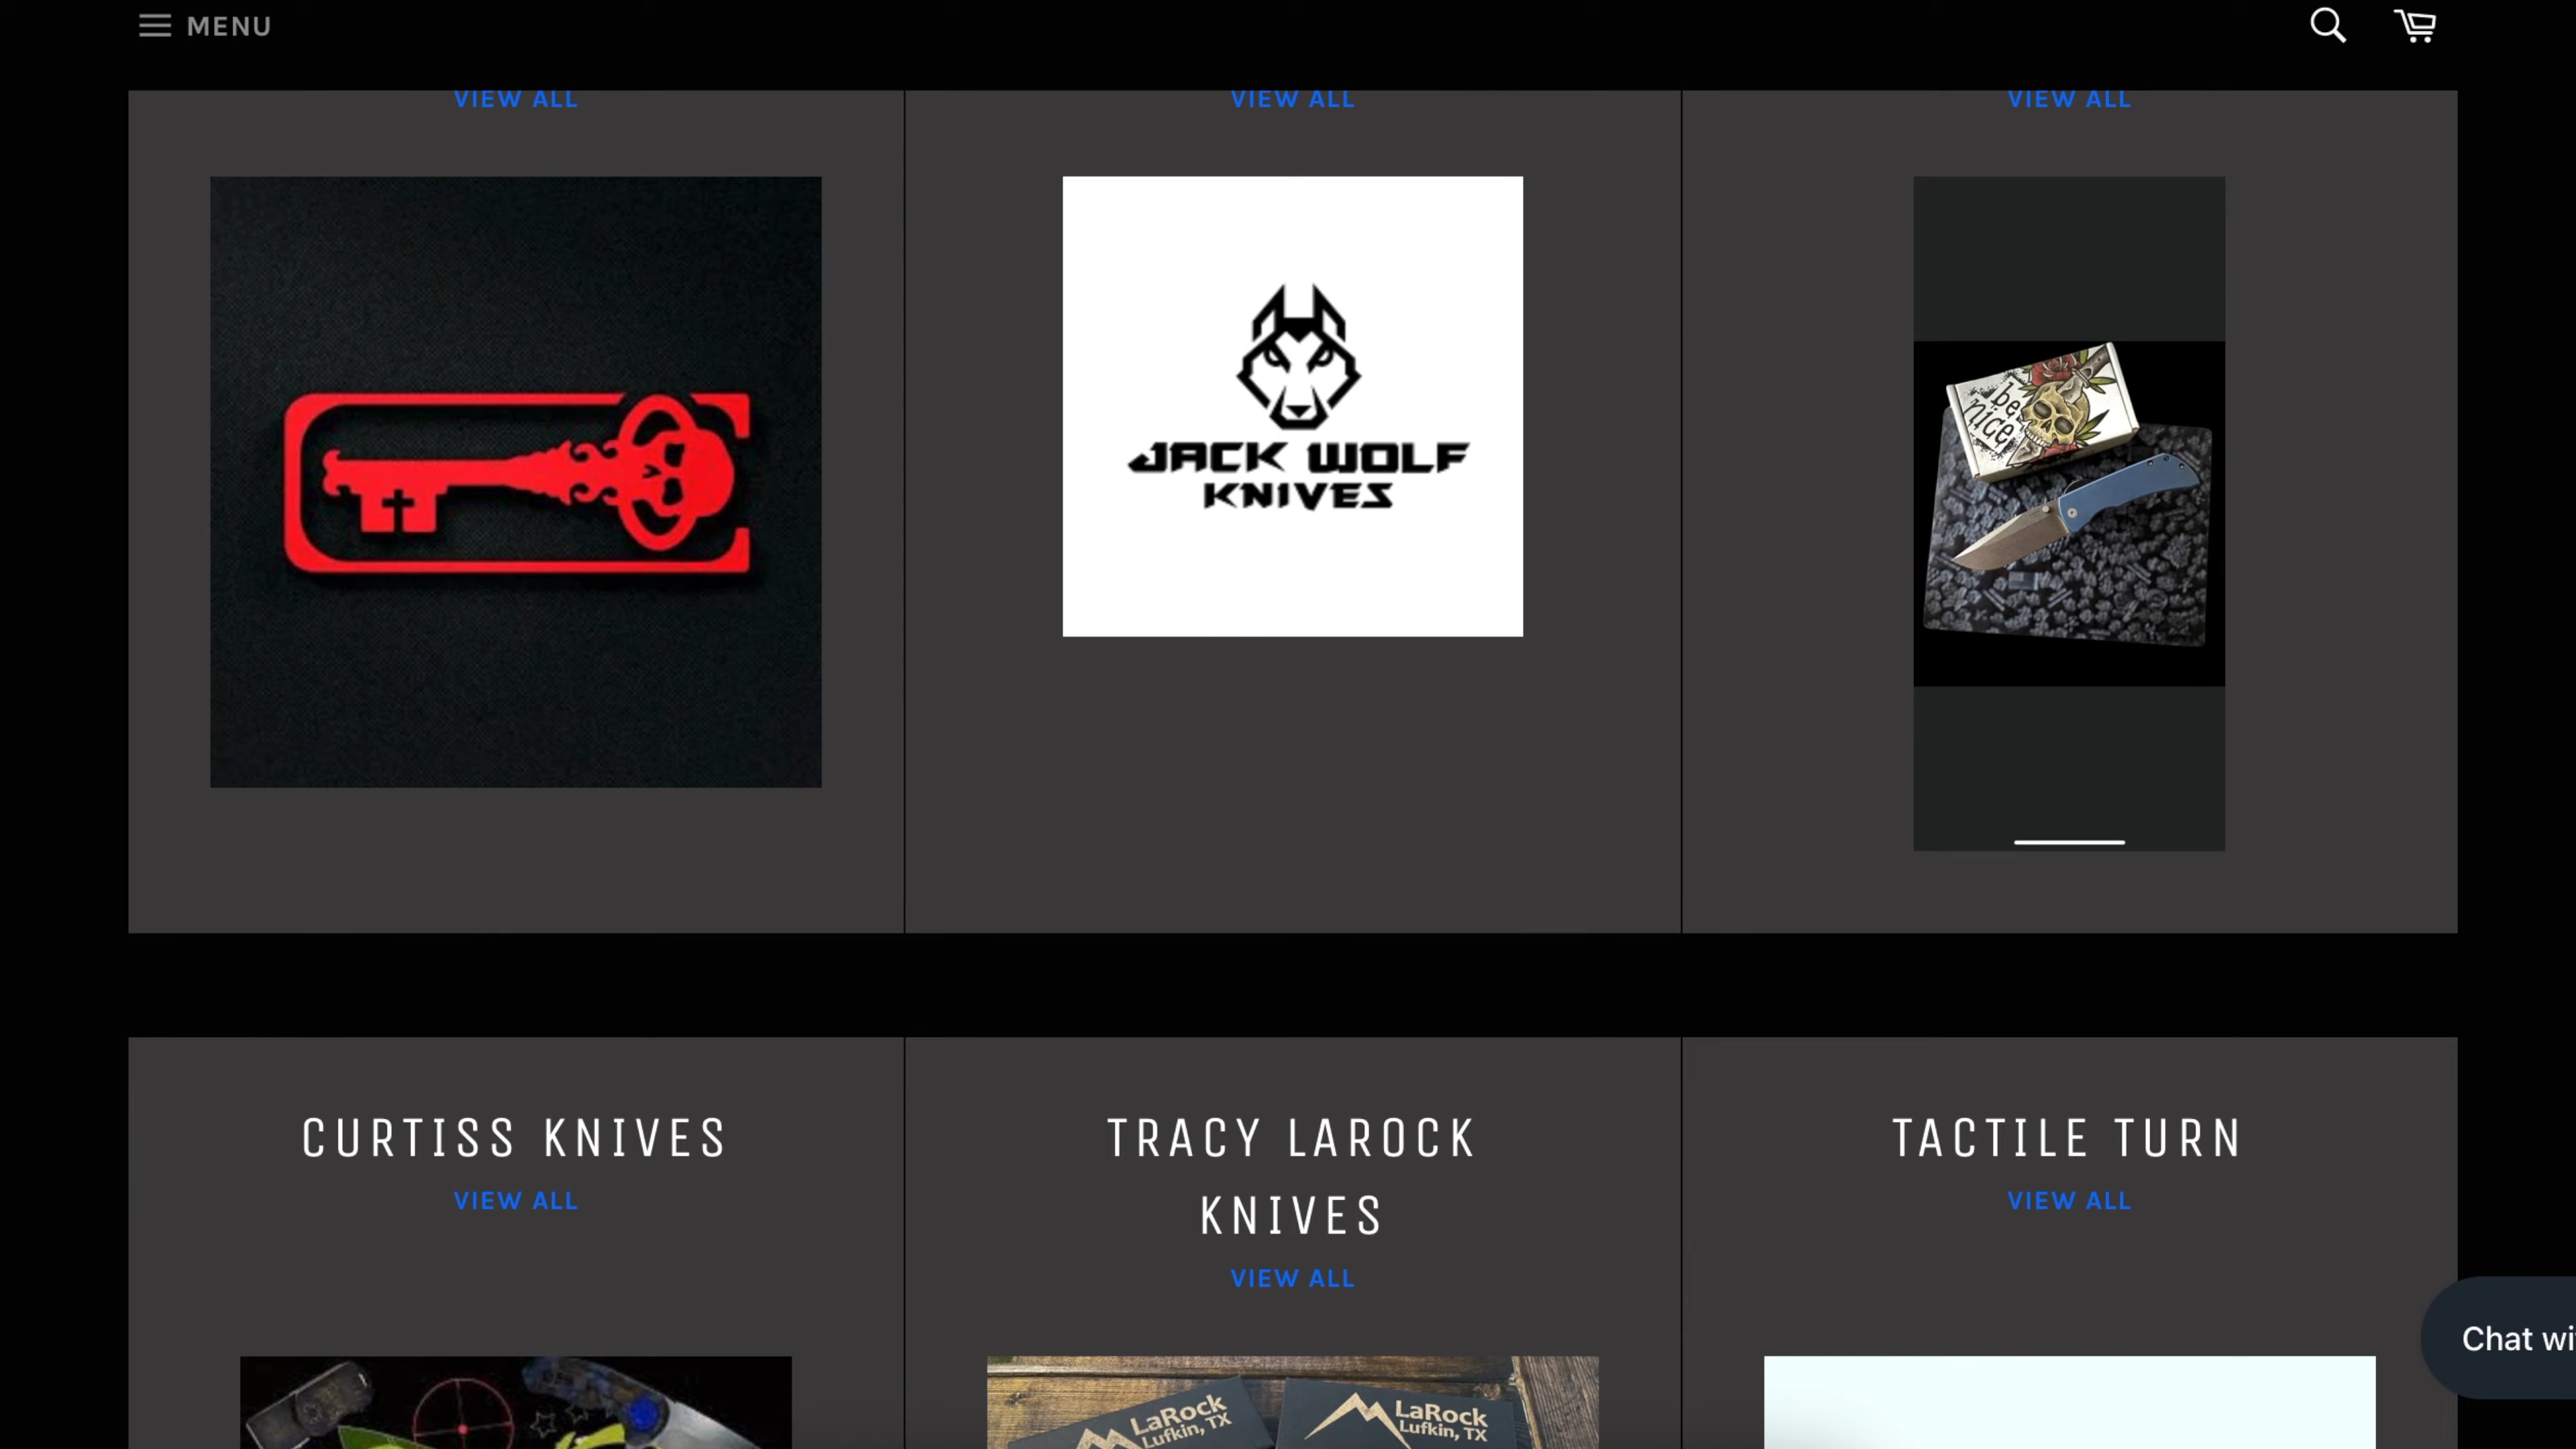 MENU
VIEW ALL
VIEW ALL
VIEW ALL
JACK WOLF
KNIVES
be
nice
CURTISS KNIVES
VIEW ALL
TRACY LAROCK
KNIVES
VIEW ALL
TACTILE TURN
VIEW ALL
Chat wi
LaRock
Lufkin, TX
LaRock
Lufkin, TX